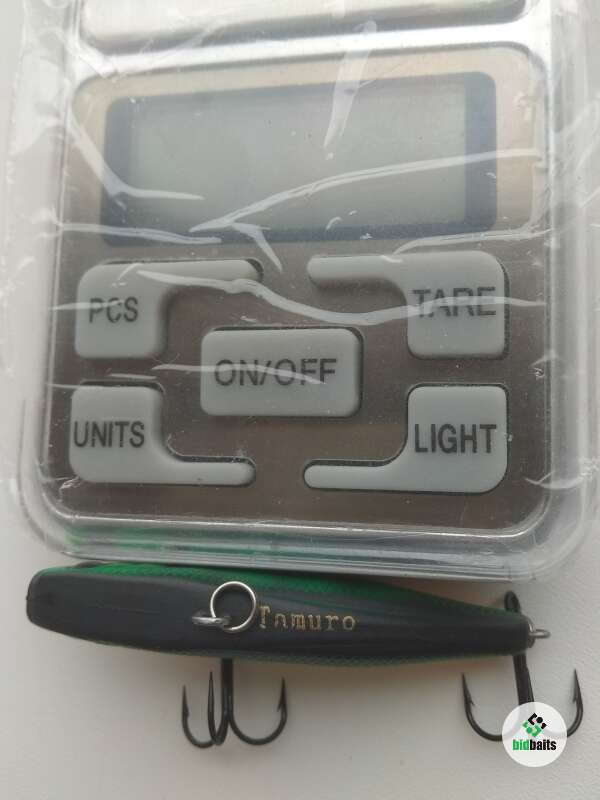 PCS
TARE
ON/OFF
UNITS
LIGHT
Tamuro
bidbaits